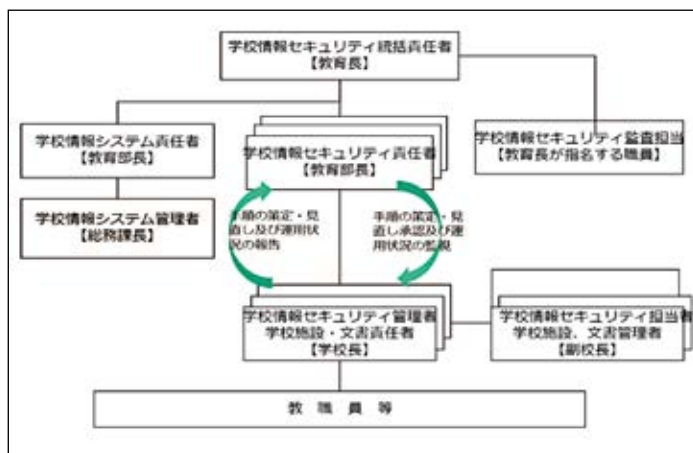 学校情報セキュリティ統括責任者
【教育長】
学校情報システム責任者
【教育部長】
学校情報セキュリティ責任者
【教育部長】
学校情報セキュリティ監査担当
【教育長が指名する職員】
学校情報システム管理者
【総務課長】
手順の策定・見
直し及び運用状
況の報告
手順の策定・見
直し承認及び運
用状況の監視
学校情報セキュリティ管理者
学校施設・文書責任者
【学校長】
学校情報セキュリティ担当者
学校施設、文書管理者
【副校長】
教 職 員 等